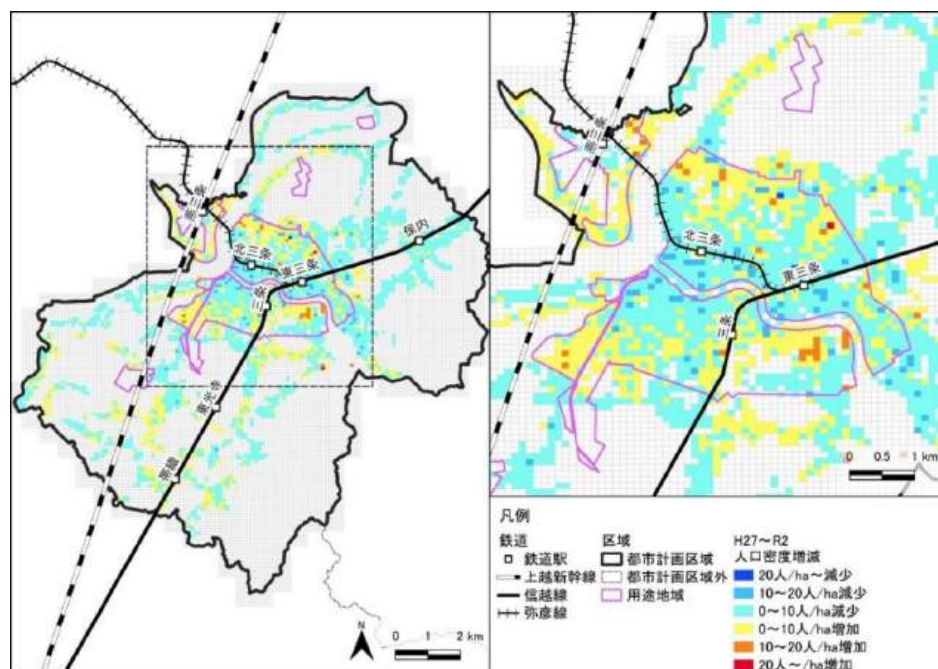 燕三条
北三条
東三条
保内
三条
東光寺
帯織
N
0 1 2 km
燕三条
北三条
東三条
三条
0 0.5 1 km
凡例
鉄道
鉄道駅
上越新幹線
信越線
弥彦線
区域
都市計画区域
都市計画区域外
用途地域
H27～R2
人口密度増減
20人/ha～減少
10～20人/ha減少
0～10人/ha減少
0～10人/ha増加
10～20人/ha増加
20人～/ha増加